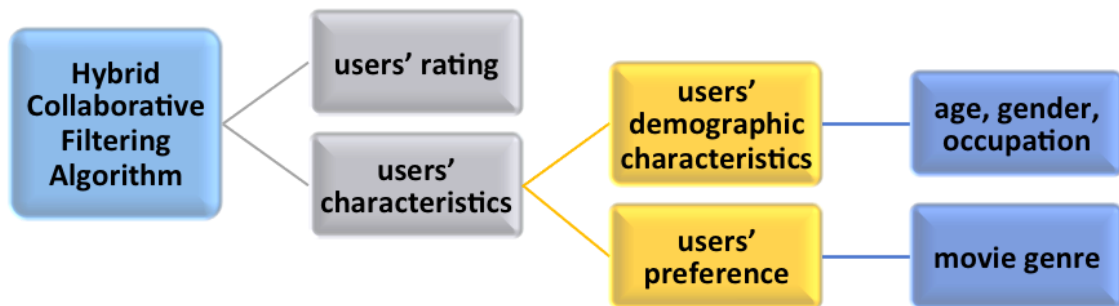 Hybrid
Collaborative
Filtering
Algorithm
users’ rating
users’
characteristics
users’
demographic
characteristics
users’
preference
age, gender,
occupation
movie genre